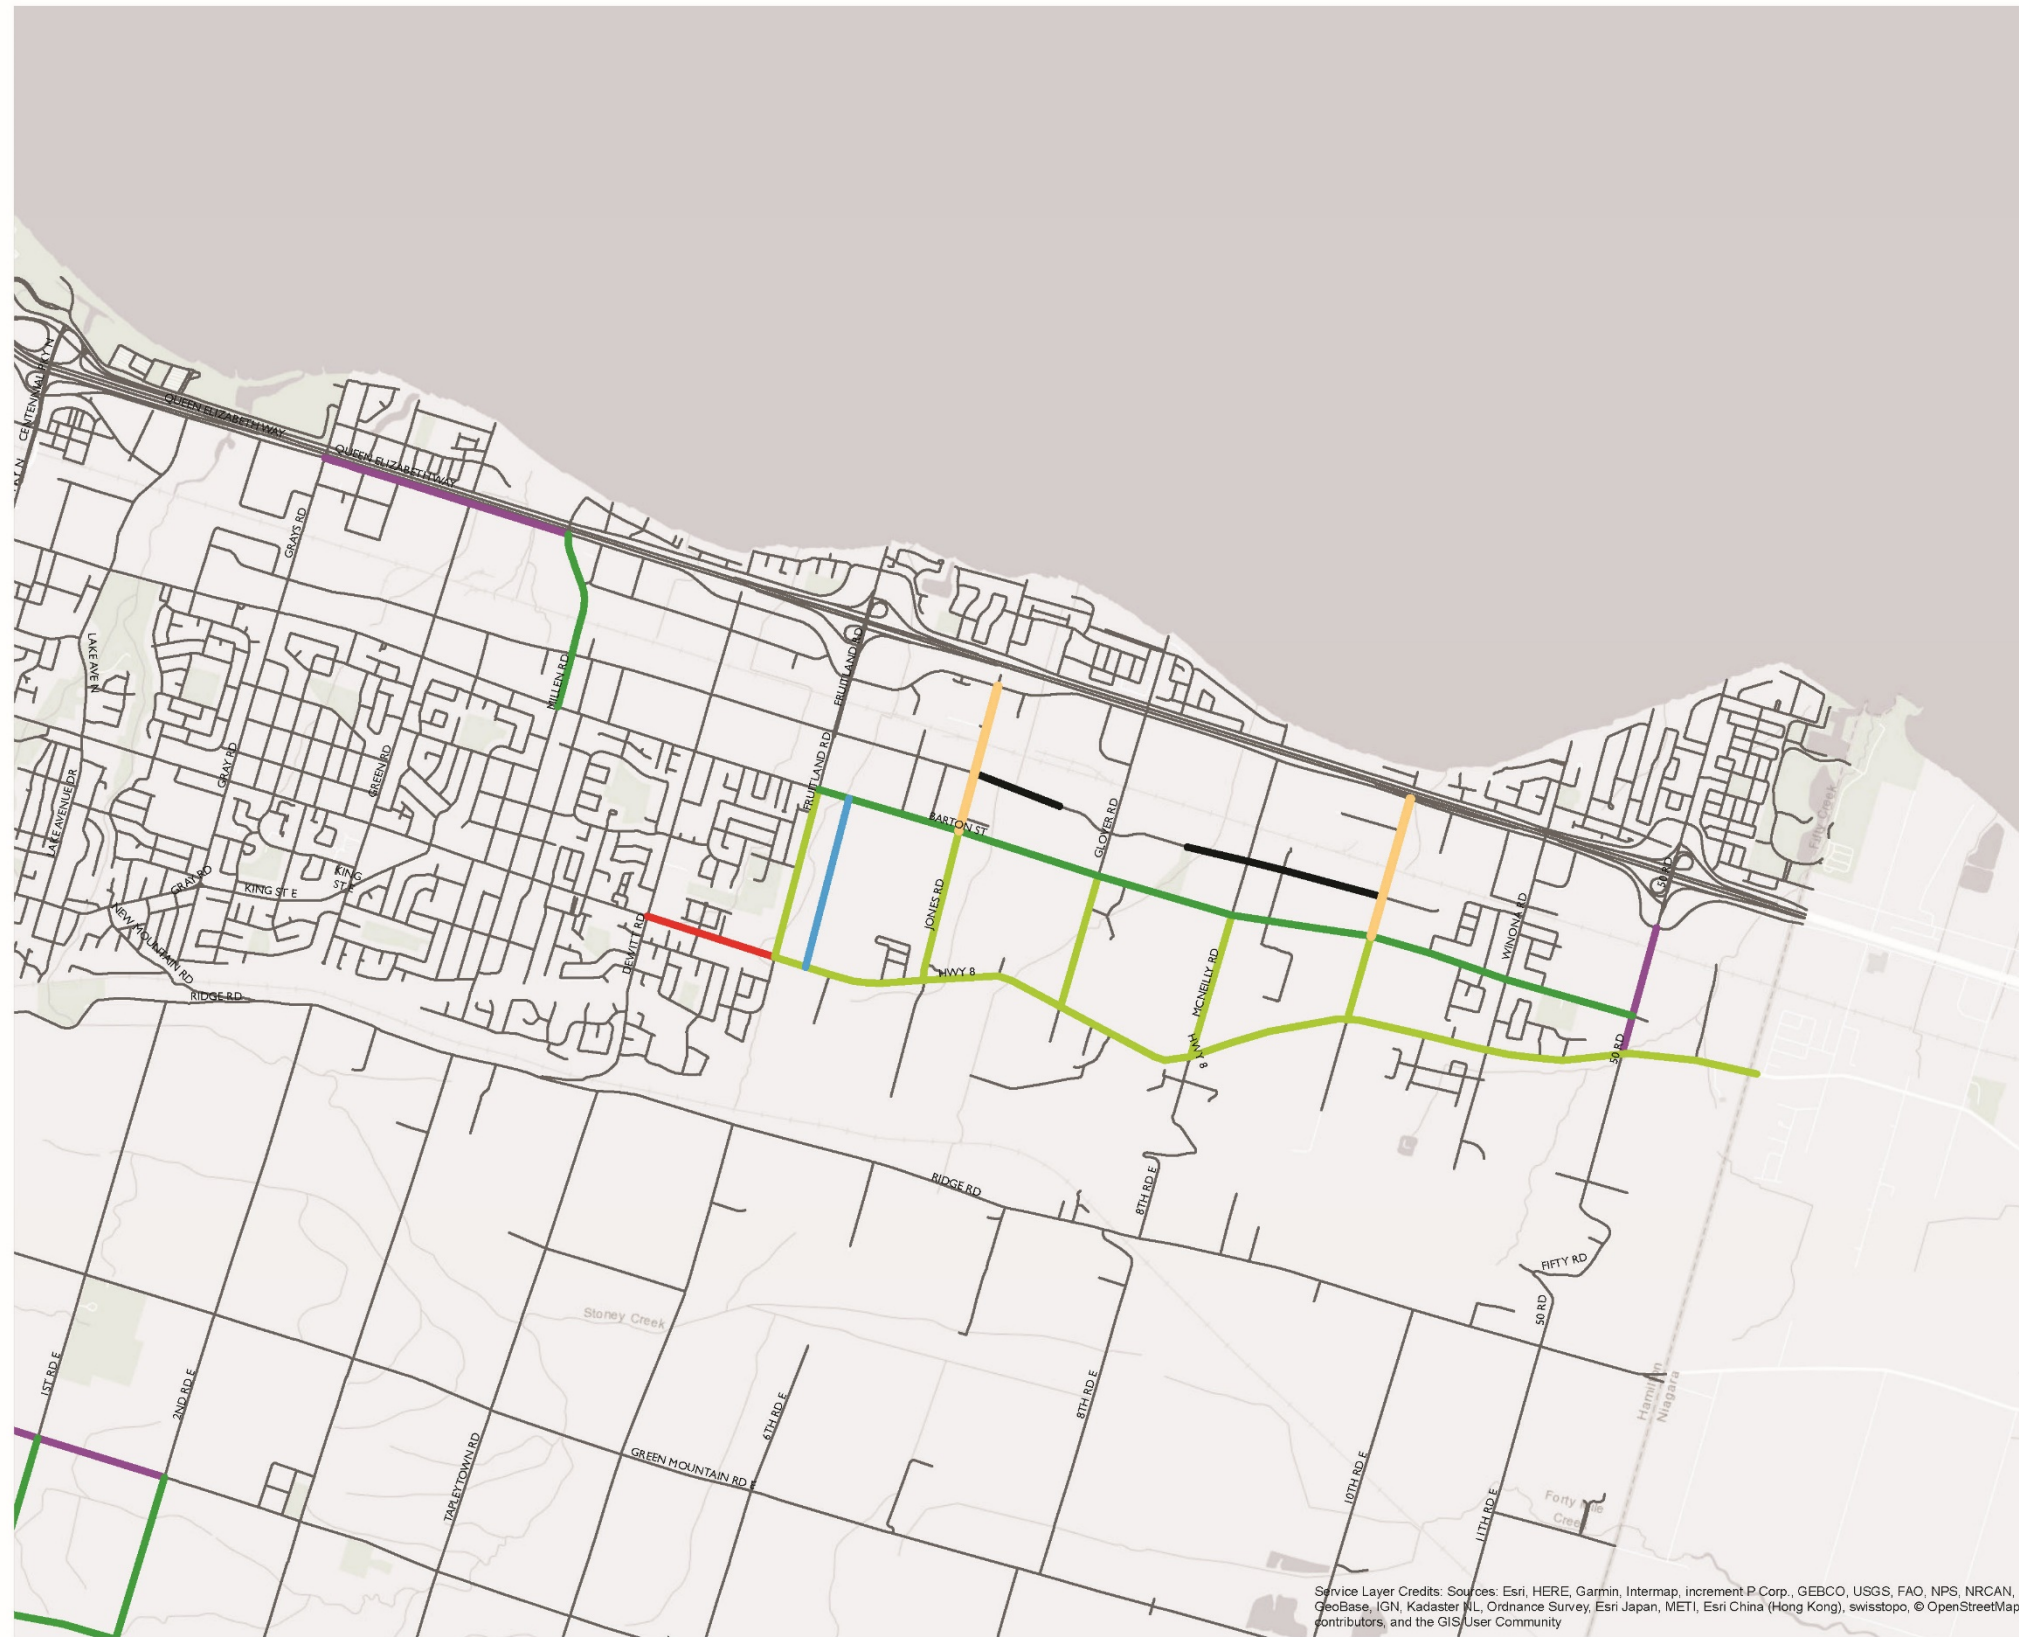 CENTENNIAL PKY N
QUEEN ELIZABETH WAY
QUEEN ELIZABETH WAY
GRAYS RD
LAKE AVE N
MILLEN RD
FRUITLAND RD
FRUITLAND RD
GRAY RD
GREEN RD
LAKE AVENUE DR
BARTON ST
GLOVER RD
Fifty Creek
50 RD
GRAY RD
KING ST E
KING
ST E
NEW MOUNTAIN RD
DEWITT RD
JONES RD
HWY 8
WINONA RD
MCNEILLY RD
RIDGE RD
HWY 8
50 RD
RIDGE RD
8TH RD E
FIFTY RD
50 RD
Stoney Creek
1ST RD E
2ND RD E
6TH RD E
8TH RD E
Hamilton
Niagara
TAPLEYTOWN RD
GREEN MOUNTAIN RD E
10TH RD E
11TH RD E
Forty Mile
Creek
Service Layer Credits: Sources: Esri, HERE, Garmin, Intermap, increment P Corp., GEBCO, USGS, FAO, NPS, NRCAN,
GeoBase, IGN, Kadaster NL, Ordnance Survey, Esri Japan, METI, Esri China (Hong Kong), swisstopo, © OpenStreetMap
contributors, and the GIS User Community